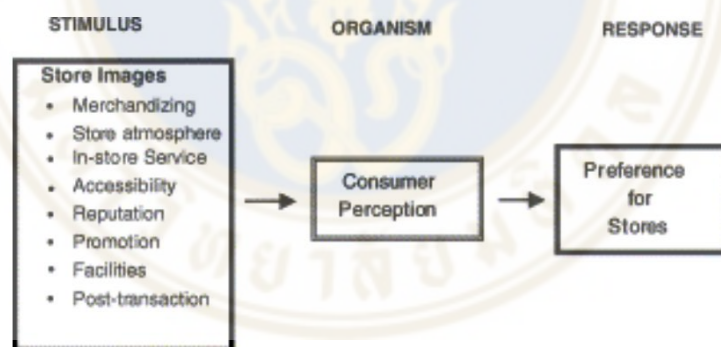 STIMULUS
ORGANISM
RESPONSE
Store Images
• Merchandizing
• Store atmosphere
• In-store Service
• Accessibility
• Reputation
• Promotion
• Facilities
• Post-transaction
Consumer
Perception
Preference
for
Stores